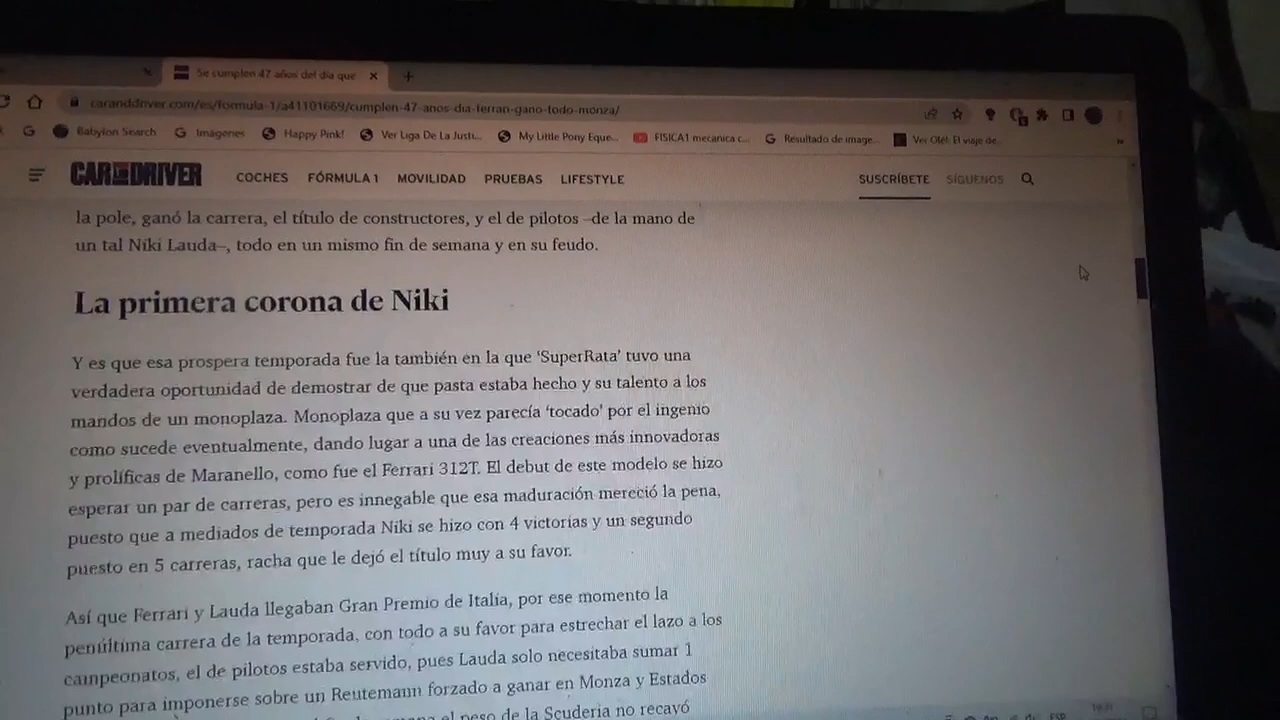 Se cumplen 47 años del día que
caranddriver.com/es/formula-1/a41101669/cumplen-47-anos-dia-ferrari-gano-todo-monza/
Babylon Search Imágenes Happy Pink! Ver Liga De La Justi... My Little Pony Eque... FISICA1 mecanica c... Resultado de image... Ver Olé!: El viaje de...
CAR AND DRIVER COCHES FÓRMULA 1 MOVILIDAD PRUEBAS LIFESTYLE SUSCRÍBETE SÍGUENOS
la pole, ganó la carrera, el título de constructores, y el de pilotos –de la mano de
un tal Niki Lauda–, todo en un mismo fin de semana y en su feudo.
La primera corona de Niki
Y es que esa prospera temporada fue la también en la que ‘SuperRata’ tuvo una
verdadera oportunidad de demostrar de que pasta estaba hecho y su talento a los
mandos de un monoplaza. Monoplaza que a su vez parecía ‘tocado’ por el ingenio
como sucede eventualmente, dando lugar a una de las creaciones más innovadoras
y prolíficas de Maranello, como fue el Ferrari 312T. El debut de este modelo se hizo
esperar un par de carreras, pero es innegable que esa maduración mereció la pena,
puesto que a mediados de temporada Niki se hizo con 4 victorias y un segundo
puesto en 5 carreras, racha que le dejó el título muy a su favor.
Así que Ferrari y Lauda llegaban Gran Premio de Italia, por ese momento la
penúltima carrera de la temporada, con todo a su favor para estrechar el lazo a los
campeonatos, el de pilotos estaba servido, pues Lauda solo necesitaba sumar 1
punto para imponerse sobre un Reutemann forzado a ganar en Monza y Estados
el peso de la Scuderia no recayó
ESP